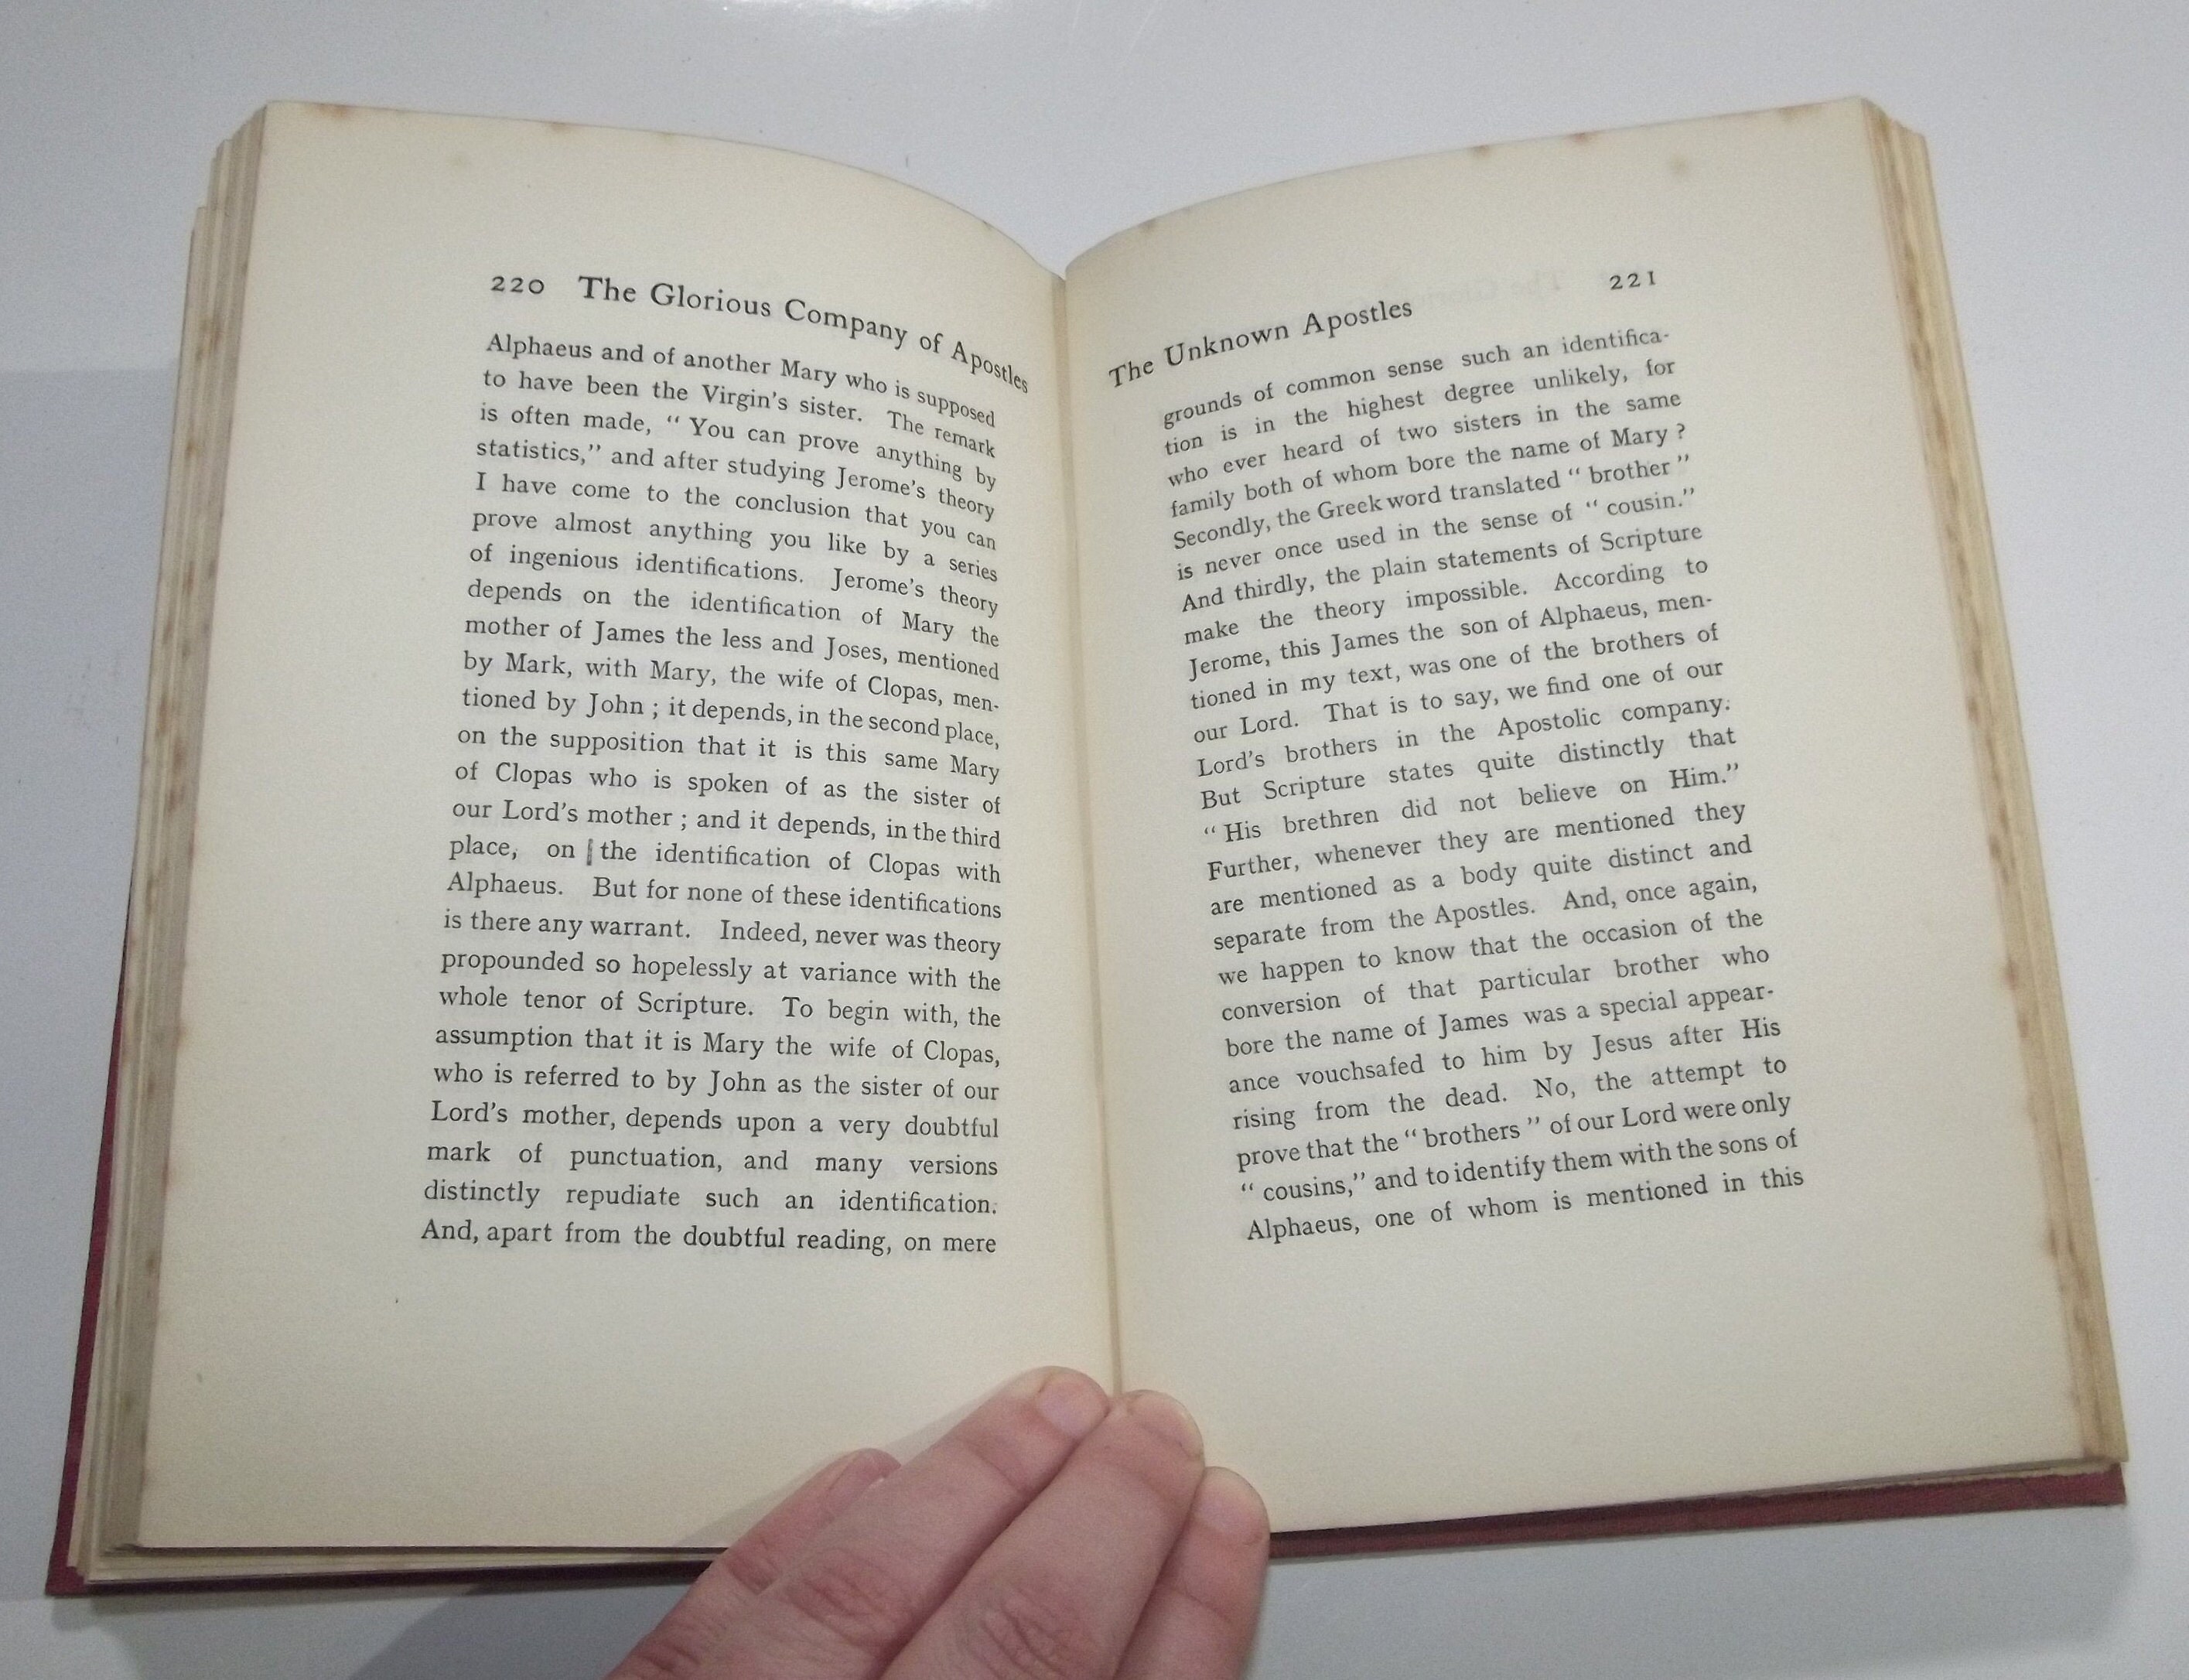 220 The Glorious Company of Apostles
Alphaeus and of another Mary who is supposed
to have been the Virgin's sister. The remark
is often made, "You can prove anything by
statistics," and after studying Jerome's theory
I have come to the conclusion that you can
prove almost anything you like by a series
of ingenious identifications. Jerome's theory
depends on the identification of Mary the
mother of James the less and Joses, mentioned
by Mark, with Mary, the wife of Clopas, men-
tioned by John ; it depends, in the second place,
on the supposition that it is this same Mary
of Clopas who is spoken of as the sister of
our Lord's mother ; and it depends, in the third
place, on the identification of Clopas with
Alphaeus. But for none of these identifications
is there any warrant. Indeed, never was theory
propounded so hopelessly at variance with the
whole tenor of Scripture. To begin with, the
assumption that it is Mary the wife of Clopas,
who is referred to by John as the sister of our
Lord's mother, depends upon a very doubtful
mark of punctuation, and many versions
distinctly repudiate such an identification.
And, apart from the doubtful reading, on mere
The Unknown Apostles 221
grounds of common sense such an identifica-
tion is in the highest degree unlikely, for
who ever heard of two sisters in the same
family both of whom bore the name of Mary ?
Secondly, the Greek word translated "brother"
is never once used in the sense of "cousin."
And thirdly, the plain statements of Scripture
make the theory impossible. According to
Jerome, this James the son of Alphaeus, men-
tioned in my text, was one of the brothers of
our Lord. That is to say, we find one of our
Lord's brothers in the Apostolic company.
But Scripture states quite distinctly that
"His brethren did not believe on Him."
Further, whenever they are mentioned they
are mentioned as a body quite distinct and
separate from the Apostles. And, once again,
we happen to know that the occasion of the
conversion of that particular brother who
bore the name of James was a special appear-
ance vouchsafed to him by Jesus after His
rising from the dead. No, the attempt to
prove that the "brothers" of our Lord were only
"cousins," and to identify them with the sons of
Alphaeus, one of whom is mentioned in this